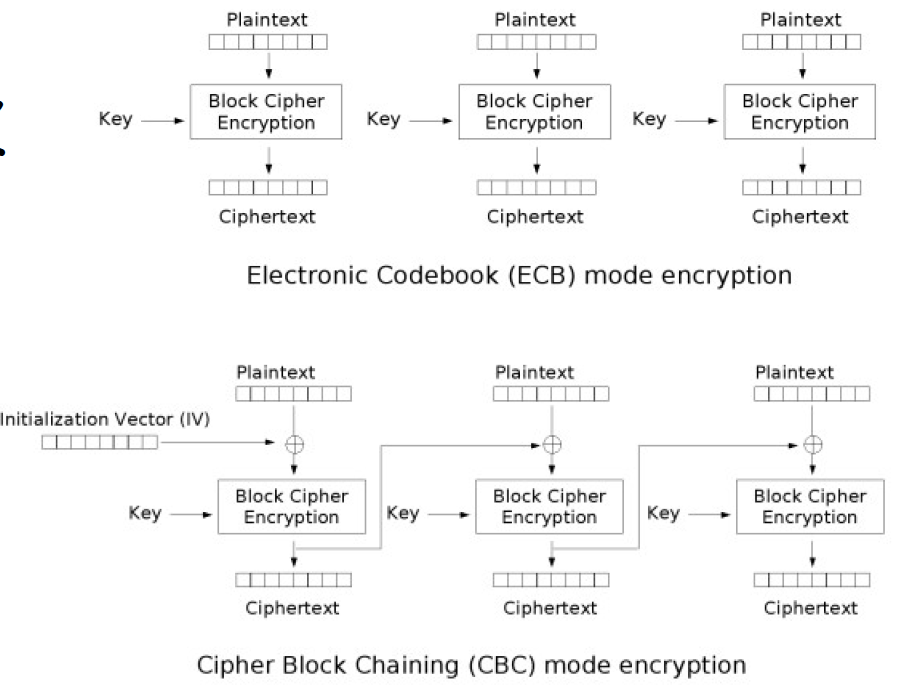 Plaintext Plaintext Plaintext
Block Cipher Block Cipher Block Cipher
Key Encryption Key Encryption Key Encryption
Ciphertext Ciphertext Ciphertext
Electronic Codebook (ECB) mode encryption
Plaintext Plaintext Plaintext
Initialization Vector (IV)
Block Cipher Block Cipher Block Cipher
Key Encryption Key Encryption Key Encryption
Ciphertext Ciphertext Ciphertext
Cipher Block Chaining (CBC) mode encryption